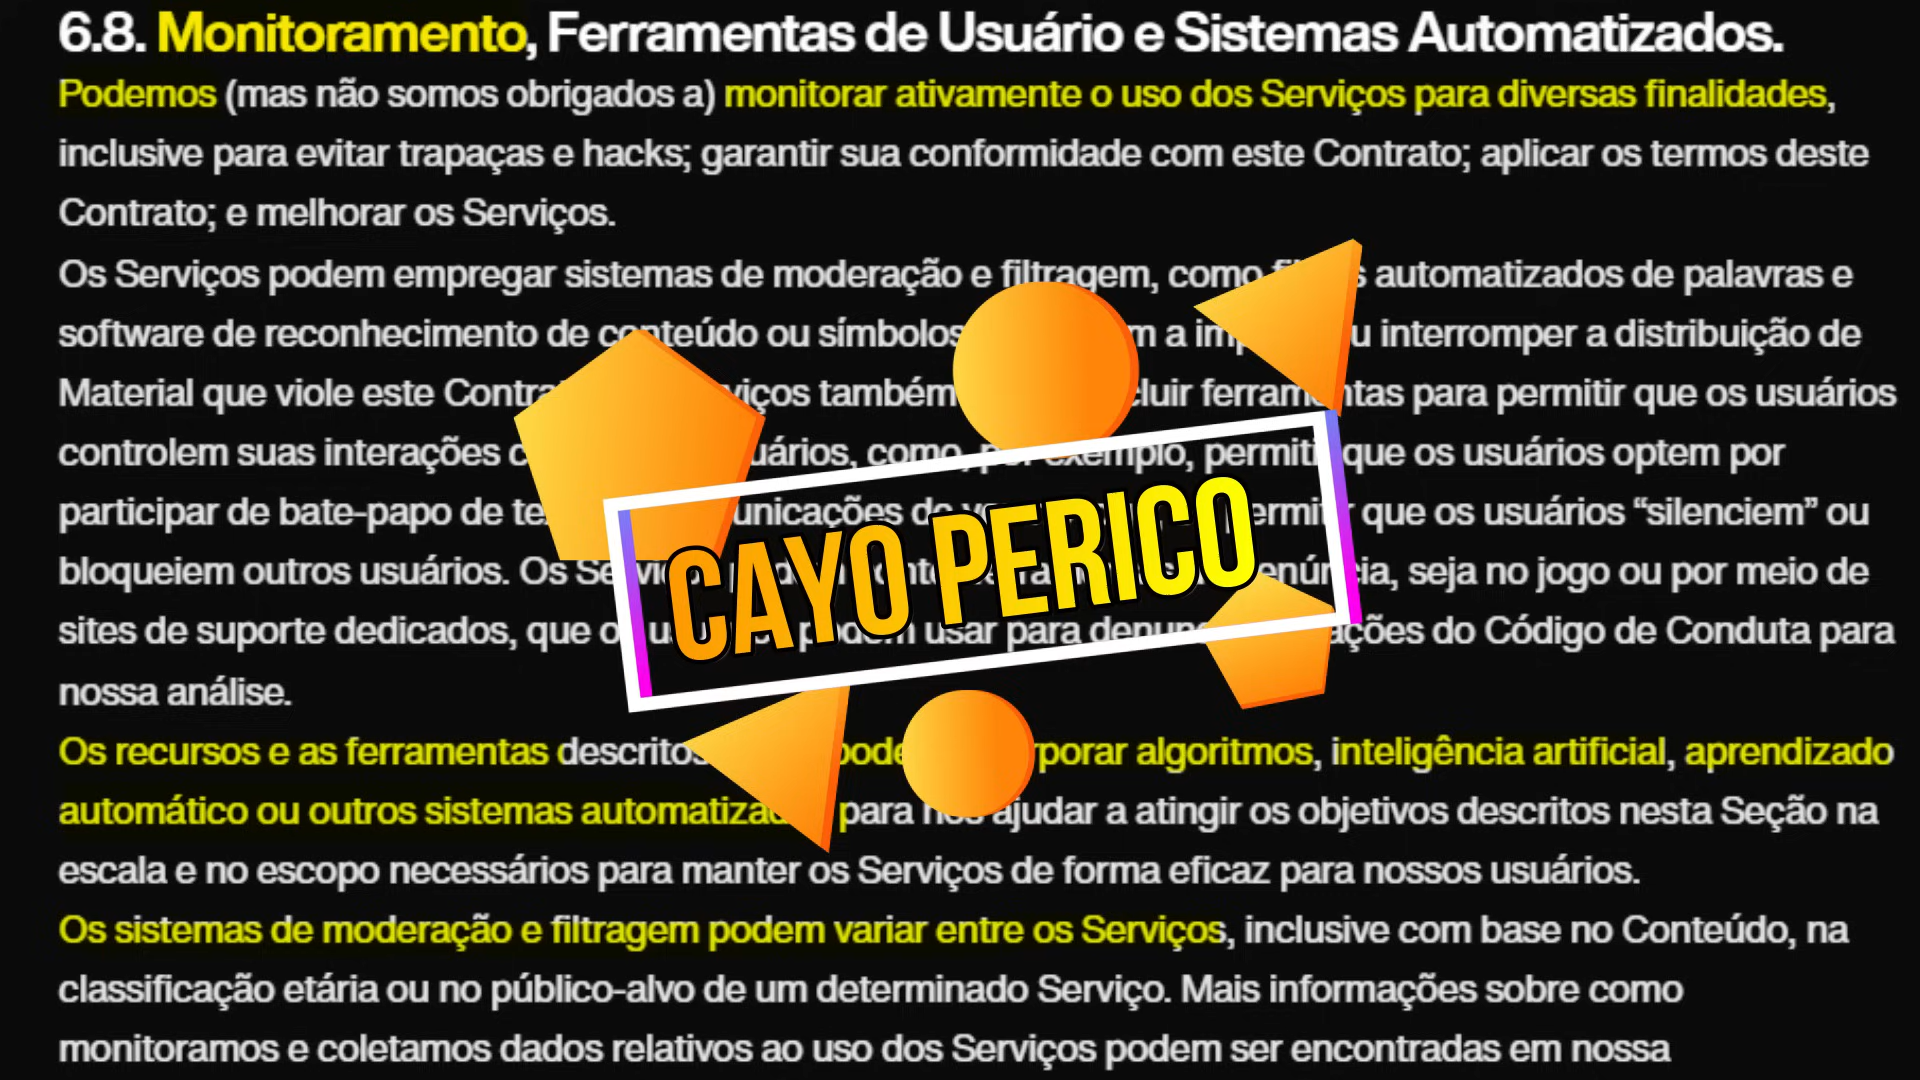 6.8. Monitoramento, Ferramentas de Usuário e Sistemas Automatizados.
Podemos (mas não somos obrigados a) monitorar ativamente o uso dos Serviços para diversas finalidades,
inclusive para evitar trapaças e hacks; garantir sua conformidade com este Contrato; aplicar os termos deste
Contrato; e melhorar os Serviços.
Os Serviços podem empregar sistemas de moderação e filtragem, como automatizados de palavras e
software de reconhecimento de conteúdo ou símbolos a interromper a distribuição de
Material que viole este também ferramentas para permitir que os usuários
controlem suas interações como, por exemplo, permitir que os usuários optem por
participar de bate-papo de que os usuários “silenciem” ou
bloqueiem outros usuários. Os denúncia, seja no jogo ou por meio de
sites de suporte dedicados, que podem usar para do Código de Conduta para
nossa análise.
CAYO PERICO
Os recursos e as ferramentas algoritmos, inteligência artificial, aprendizado
automático ou outros sistemas para ajudar a atingir os objetivos descritos nesta Seção na
escala e no escopo necessários para manter os Serviços de forma eficaz para nossos usuários.
Os sistemas de moderação e filtragem podem variar entre os Serviços, inclusive com base no Conteúdo, na
classificação etária ou no público-alvo de um determinado Serviço. Mais informações sobre como
monitoramos e coletamos dados relativos ao uso dos Serviços podem ser encontradas em nossa